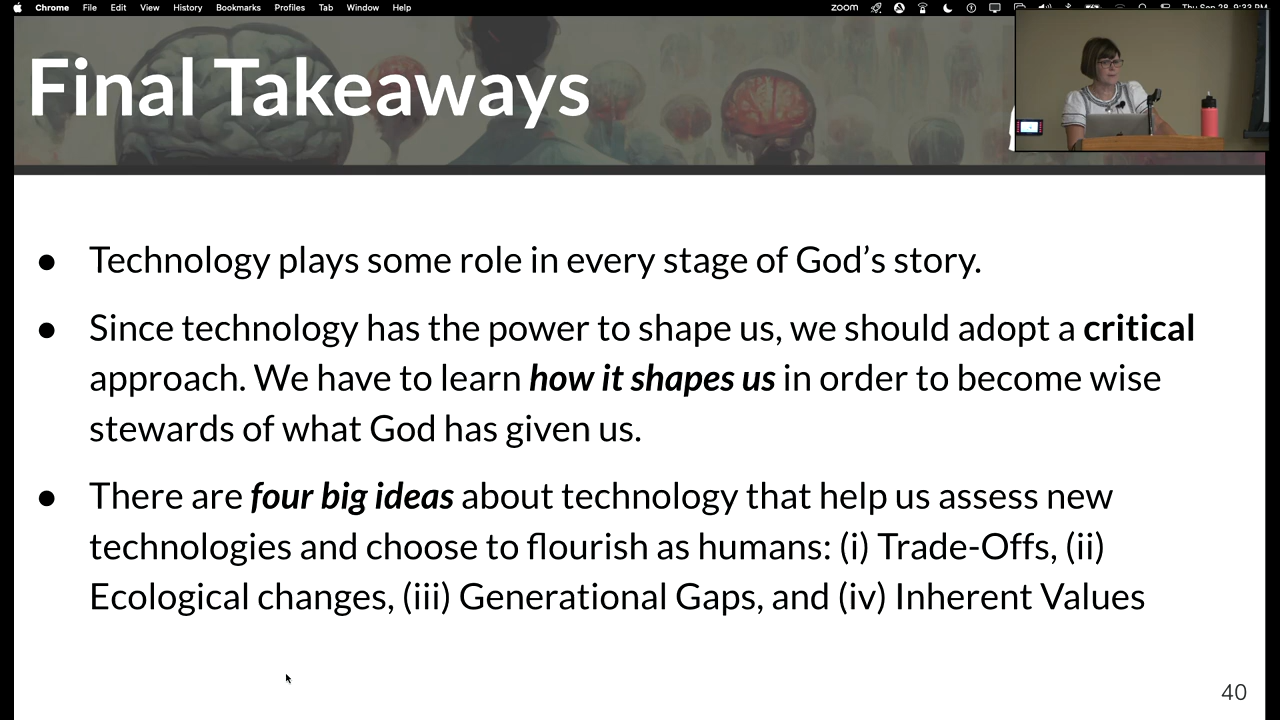 Chrome File Edit View History Bookmarks Profiles Tab Window Help zoom
Final Takeaways
● Technology plays some role in every stage of God’s story.
● Since technology has the power to shape us, we should adopt a critical
approach. We have to learn how it shapes us in order to become wise
stewards of what God has given us.
● There are four big ideas about technology that help us assess new
technologies and choose to flourish as humans: (i) Trade-Offs, (ii)
Ecological changes, (iii) Generational Gaps, and (iv) Inherent Values
40